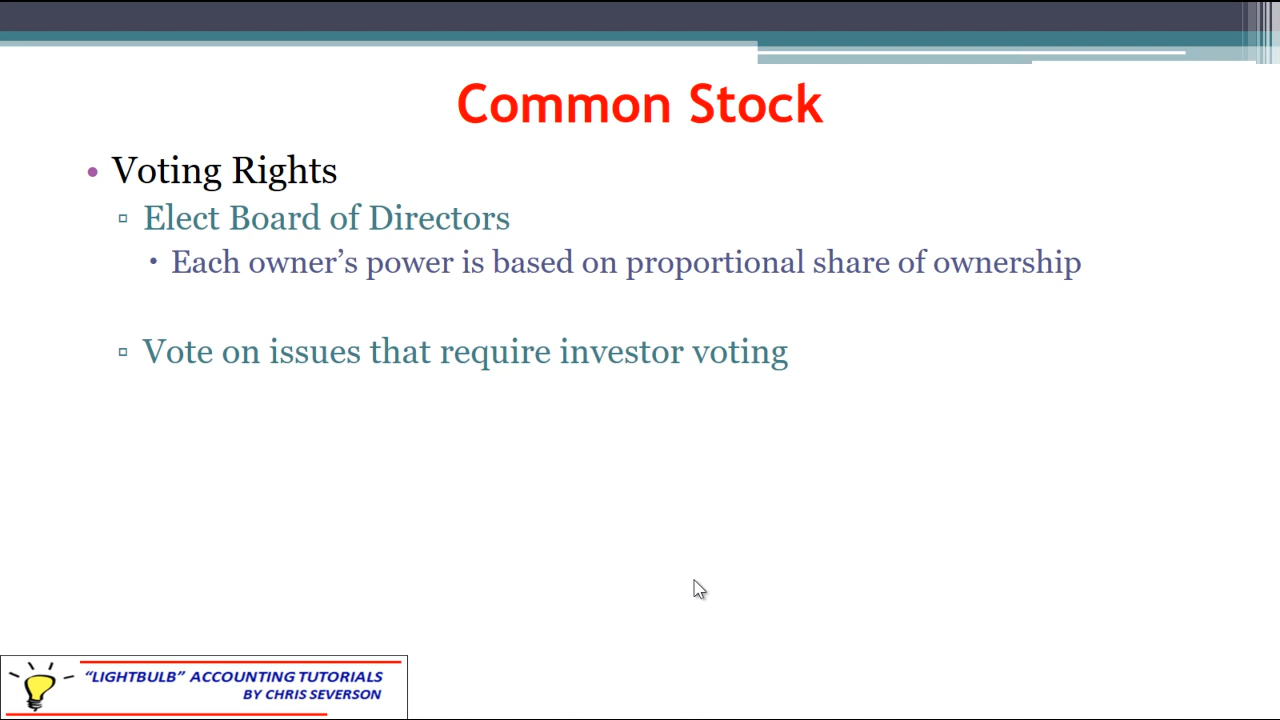 Common Stock
• Voting Rights
▫ Elect Board of Directors
• Each owner’s power is based on proportional share of ownership
▫ Vote on issues that require investor voting
“LIGHTBULB” ACCOUNTING TUTORIALS
BY CHRIS SEVERSON